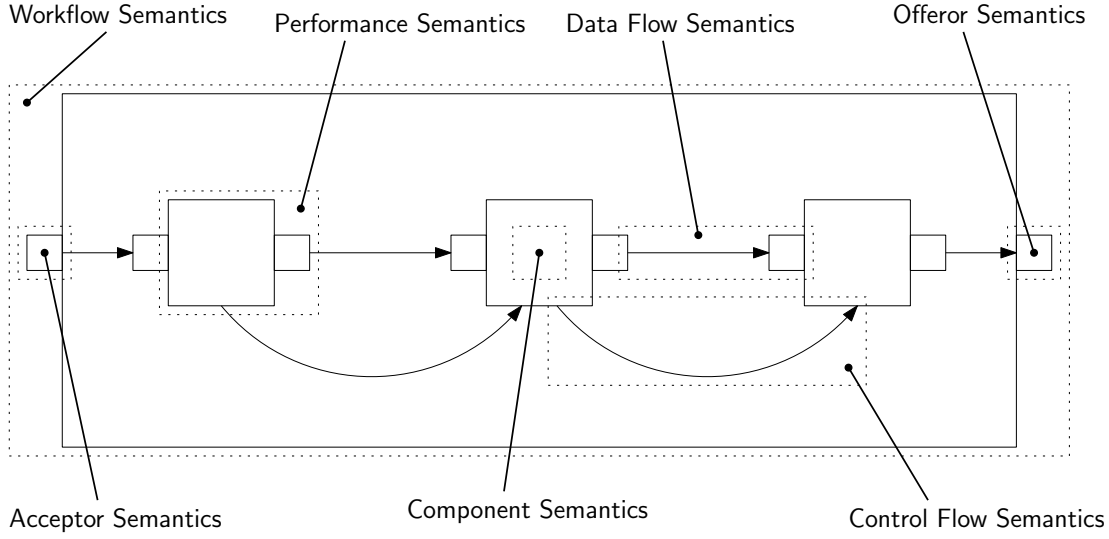 Workflow Semantics
Performance Semantics
Data Flow Semantics
Offeror Semantics
Acceptor Semantics
Component Semantics
Control Flow Semantics